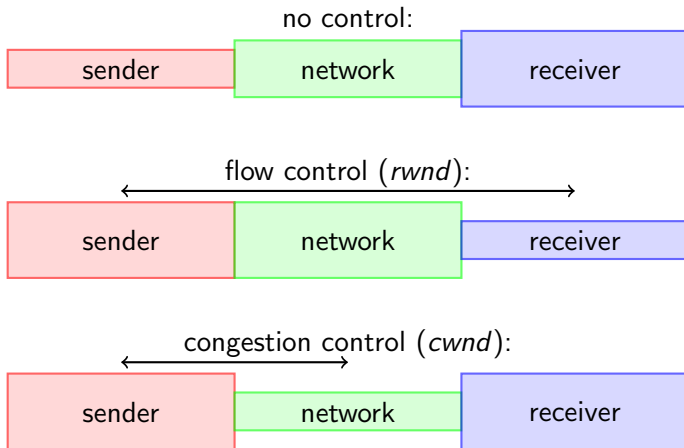 no control:
sender network receiver
flow control (rwnd):
sender network receiver
congestion control (cwnd):
sender network receiver